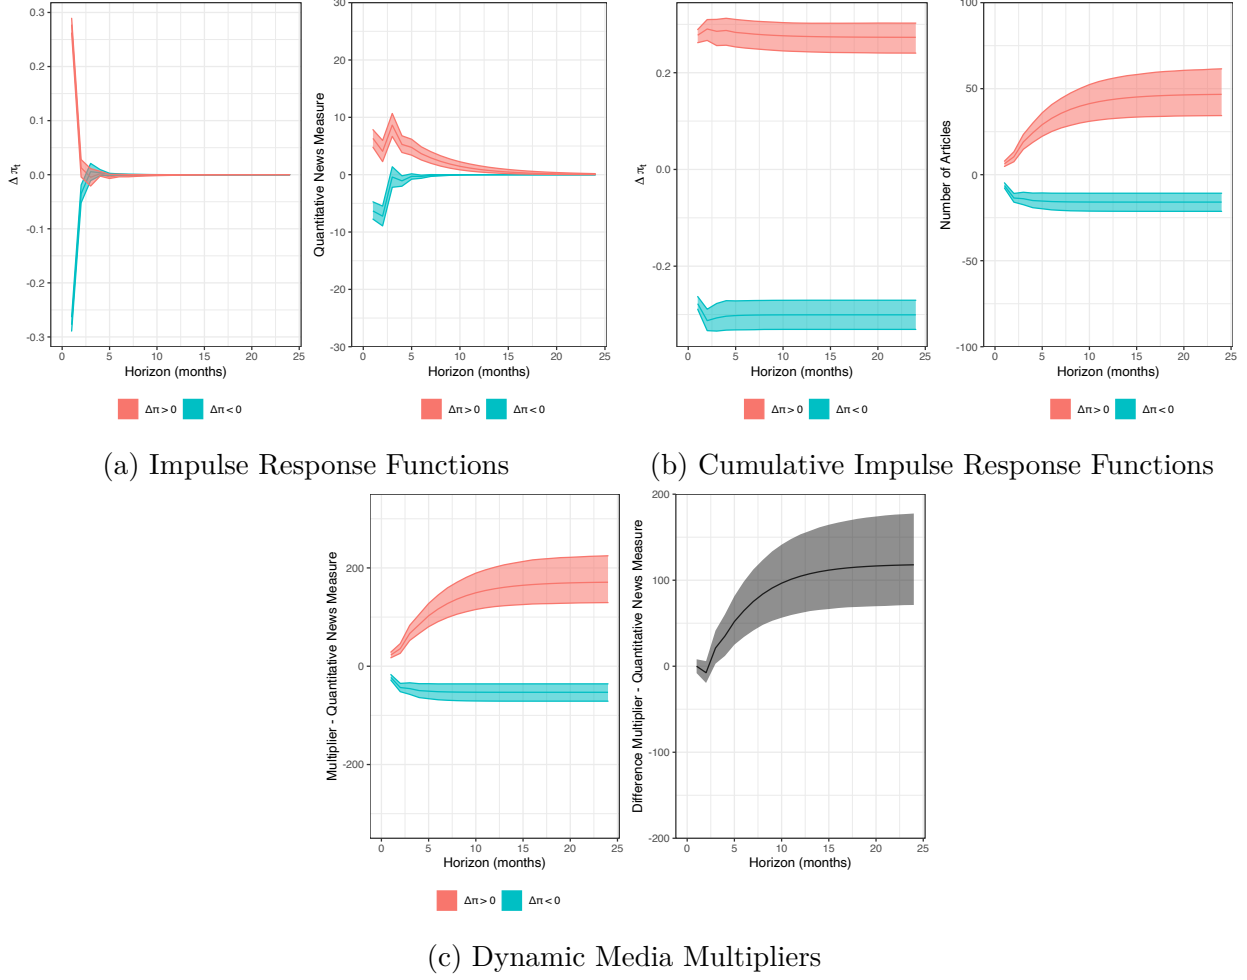 0.3
0.2
0.1
0.0
-0.1
-0.2
-0.3
Δ πt
0 5 10 15 20 25
Horizon (months)
Δπ > 0 Δπ < 0
30
20
10
0
-10
-20
-30
Quantitative News Measure
0 5 10 15 20 25
Horizon (months)
Δπ > 0 Δπ < 0
(a) Impulse Response Functions
0.2
0.0
-0.2
Δ πt
0 5 10 15 20 25
Horizon (months)
Δπ > 0 Δπ < 0
100
50
0
-50
-100
Number of Articles
0 5 10 15 20 25
Horizon (months)
Δπ > 0 Δπ < 0
(b) Cumulative Impulse Response Functions
200
0
-200
Multiplier - Quantitative News Measure
0 5 10 15 20 25
Horizon (months)
Δπ > 0 Δπ < 0
200
100
0
-100
-200
Difference Multiplier - Quantitative News Measure
0 5 10 15 20 25
Horizon (months)
(c) Dynamic Media Multipliers